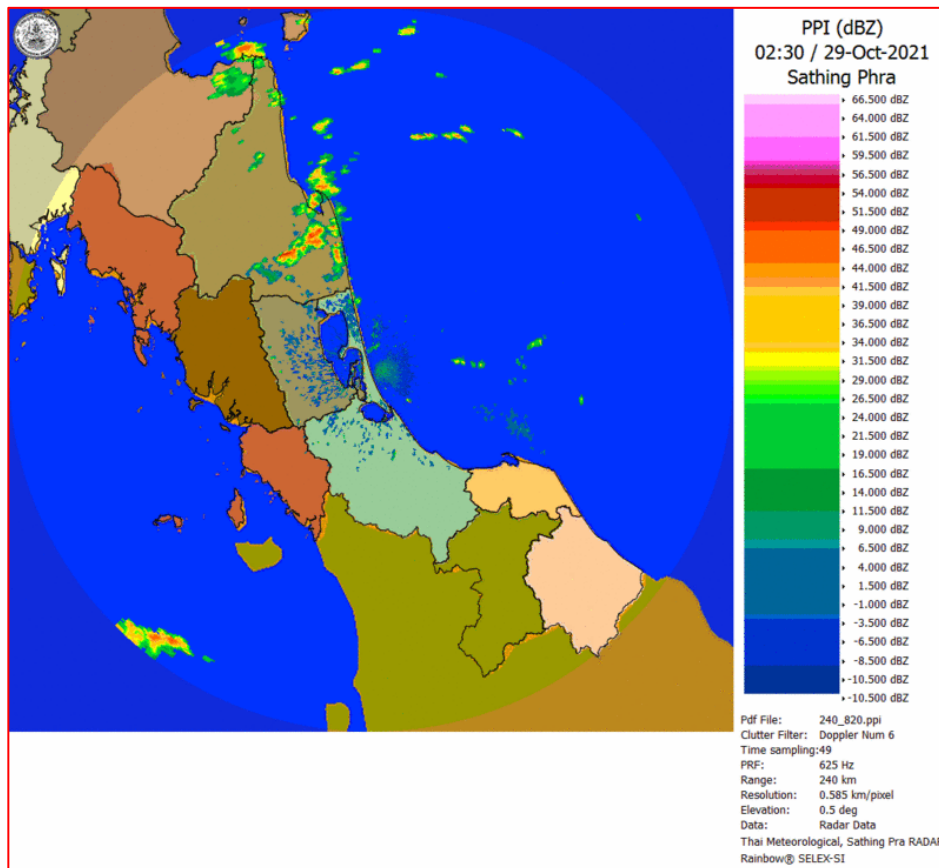 PPI (dBZ)
02:30 / 29-Oct-2021
Sathing Phra
66.500 dBZ
64.000 dBZ
61.500 dBZ
59.500 dBZ
56.500 dBZ
54.000 dBZ
51.500 dBZ
49.000 dBZ
46.500 dBZ
44.000 dBZ
41.500 dBZ
39.000 dBZ
36.500 dBZ
34.000 dBZ
31.500 dBZ
29.000 dBZ
26.500 dBZ
24.000 dBZ
21.500 dBZ
19.000 dBZ
16.500 dBZ
14.000 dBZ
11.500 dBZ
9.000 dBZ
6.500 dBZ
4.000 dBZ
1.500 dBZ
-1.000 dBZ
-3.500 dBZ
-6.500 dBZ
-8.500 dBZ
-10.500 dBZ
-10.500 dBZ
Pdf File: 240_820.ppi
Clutter Filter: Doppler Num 6
Time sampling:49
PRF: 625 Hz
Range: 240 km
Resolution: 0.585 km/pixel
Elevation: 0.5 deg
Data: Radar Data
Thai Meteorological, Sathing Pra RADAR
Rainbow® SELEX-SI